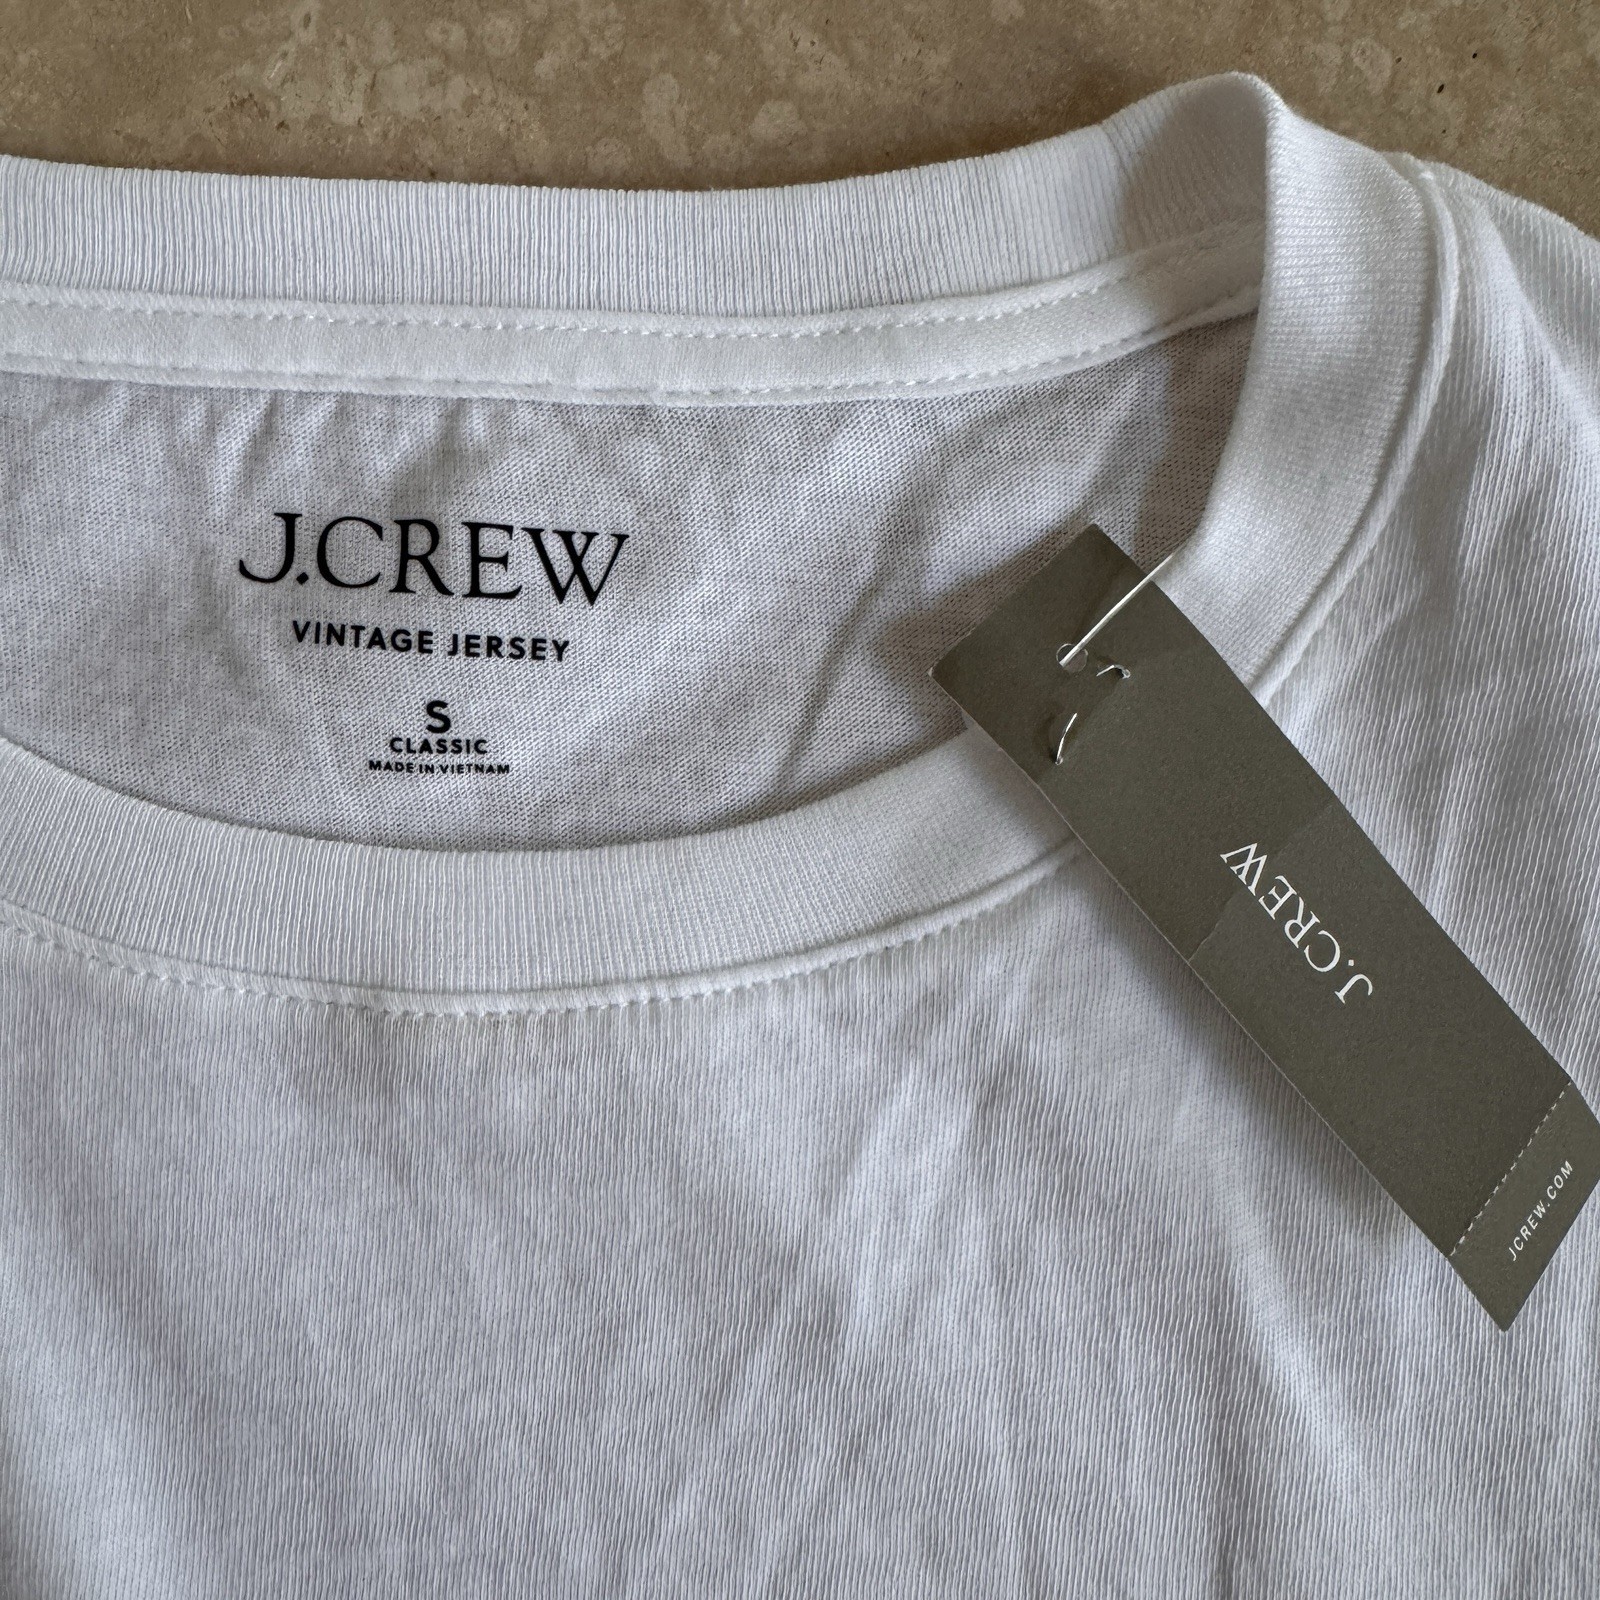 J.CREW
VINTAGE JERSEY
S
CLASSIC
MADE IN VIETNAM
J.CREW
JCREW.COM